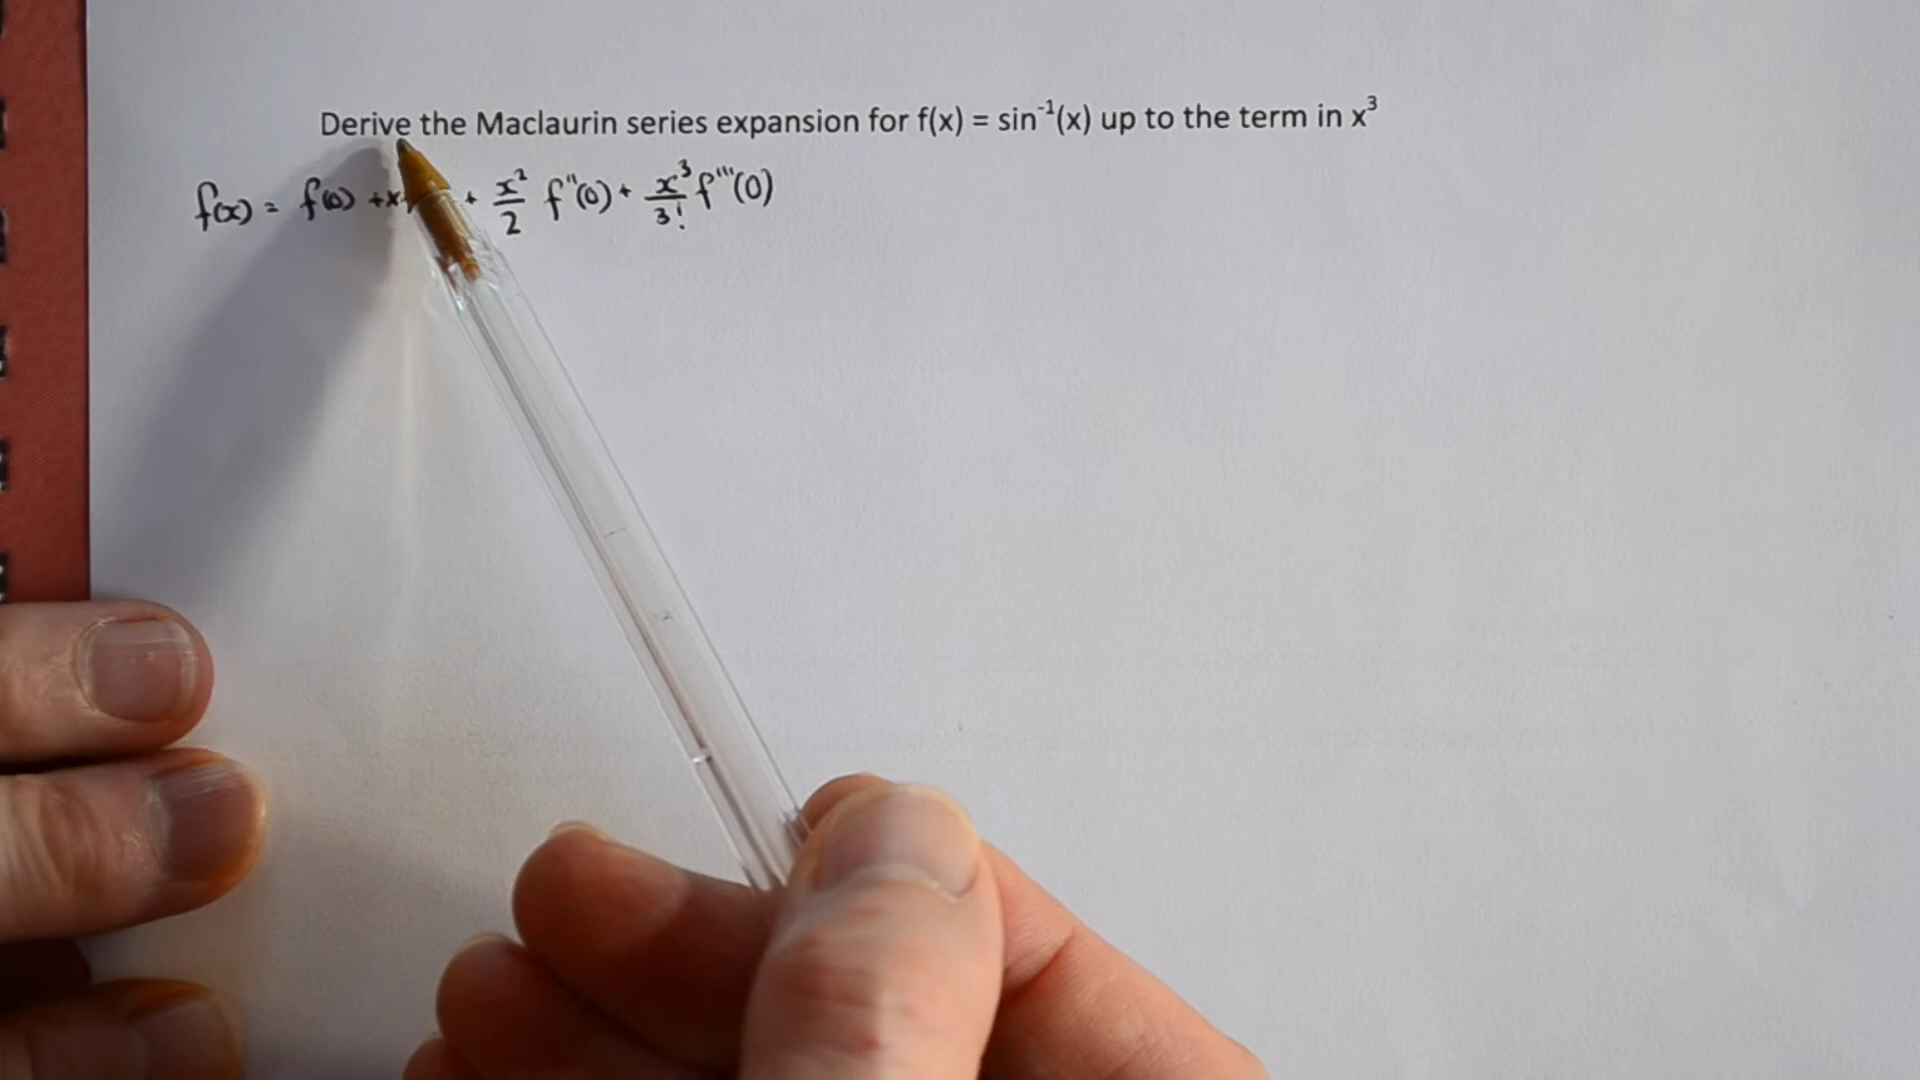 Derive the Maclaurin series expansion for f(x) = sin⁻¹(x) up to the term in x³
f(x) = f(0) + x + x²/2 f''(0) + x³/3! f'''(0)